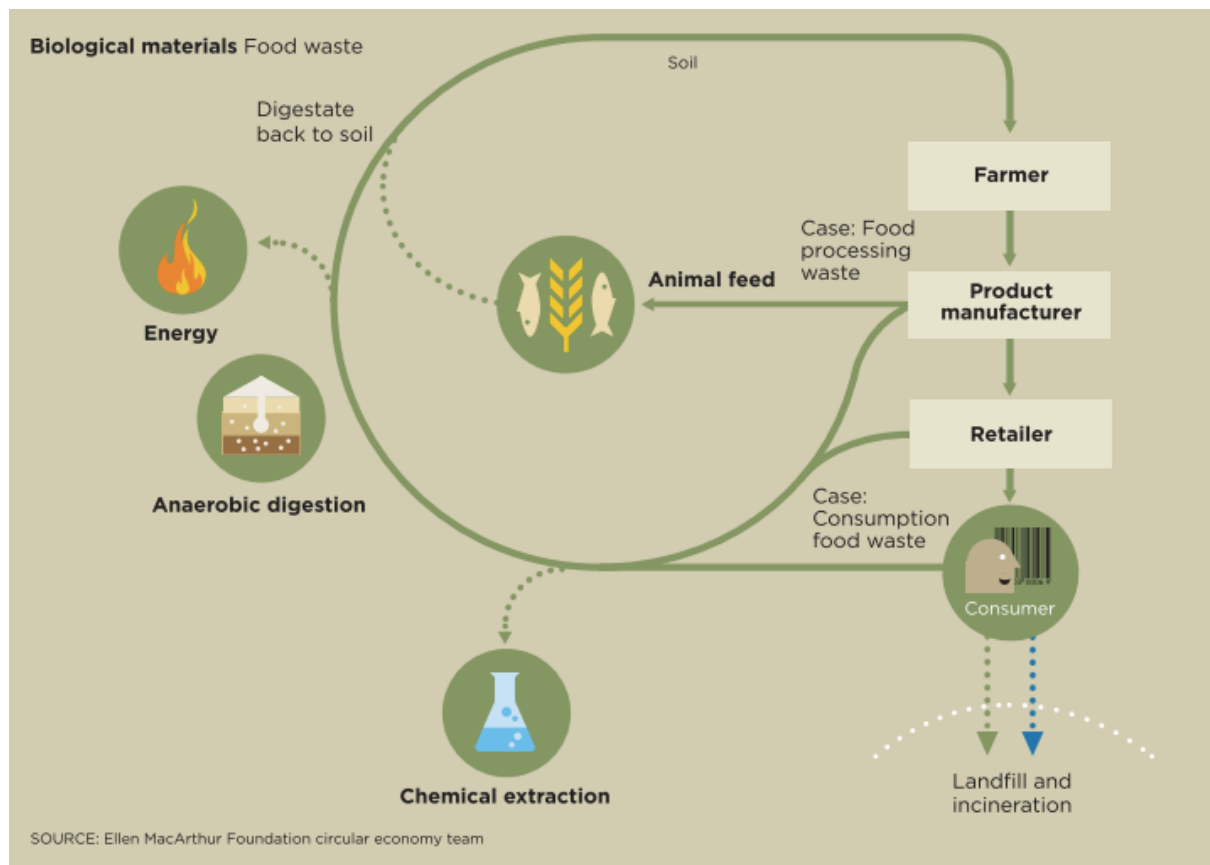 Biological materials Food waste
Soil
Digestate
back to soil
Farmer
Case: Food
processing
waste
Animal feed
Product
manufacturer
Energy
Retailer
Anaerobic digestion
Case:
Consumption
food waste
Consumer
Chemical extraction
Landfill and
incineration
SOURCE: Ellen MacArthur Foundation circular economy team